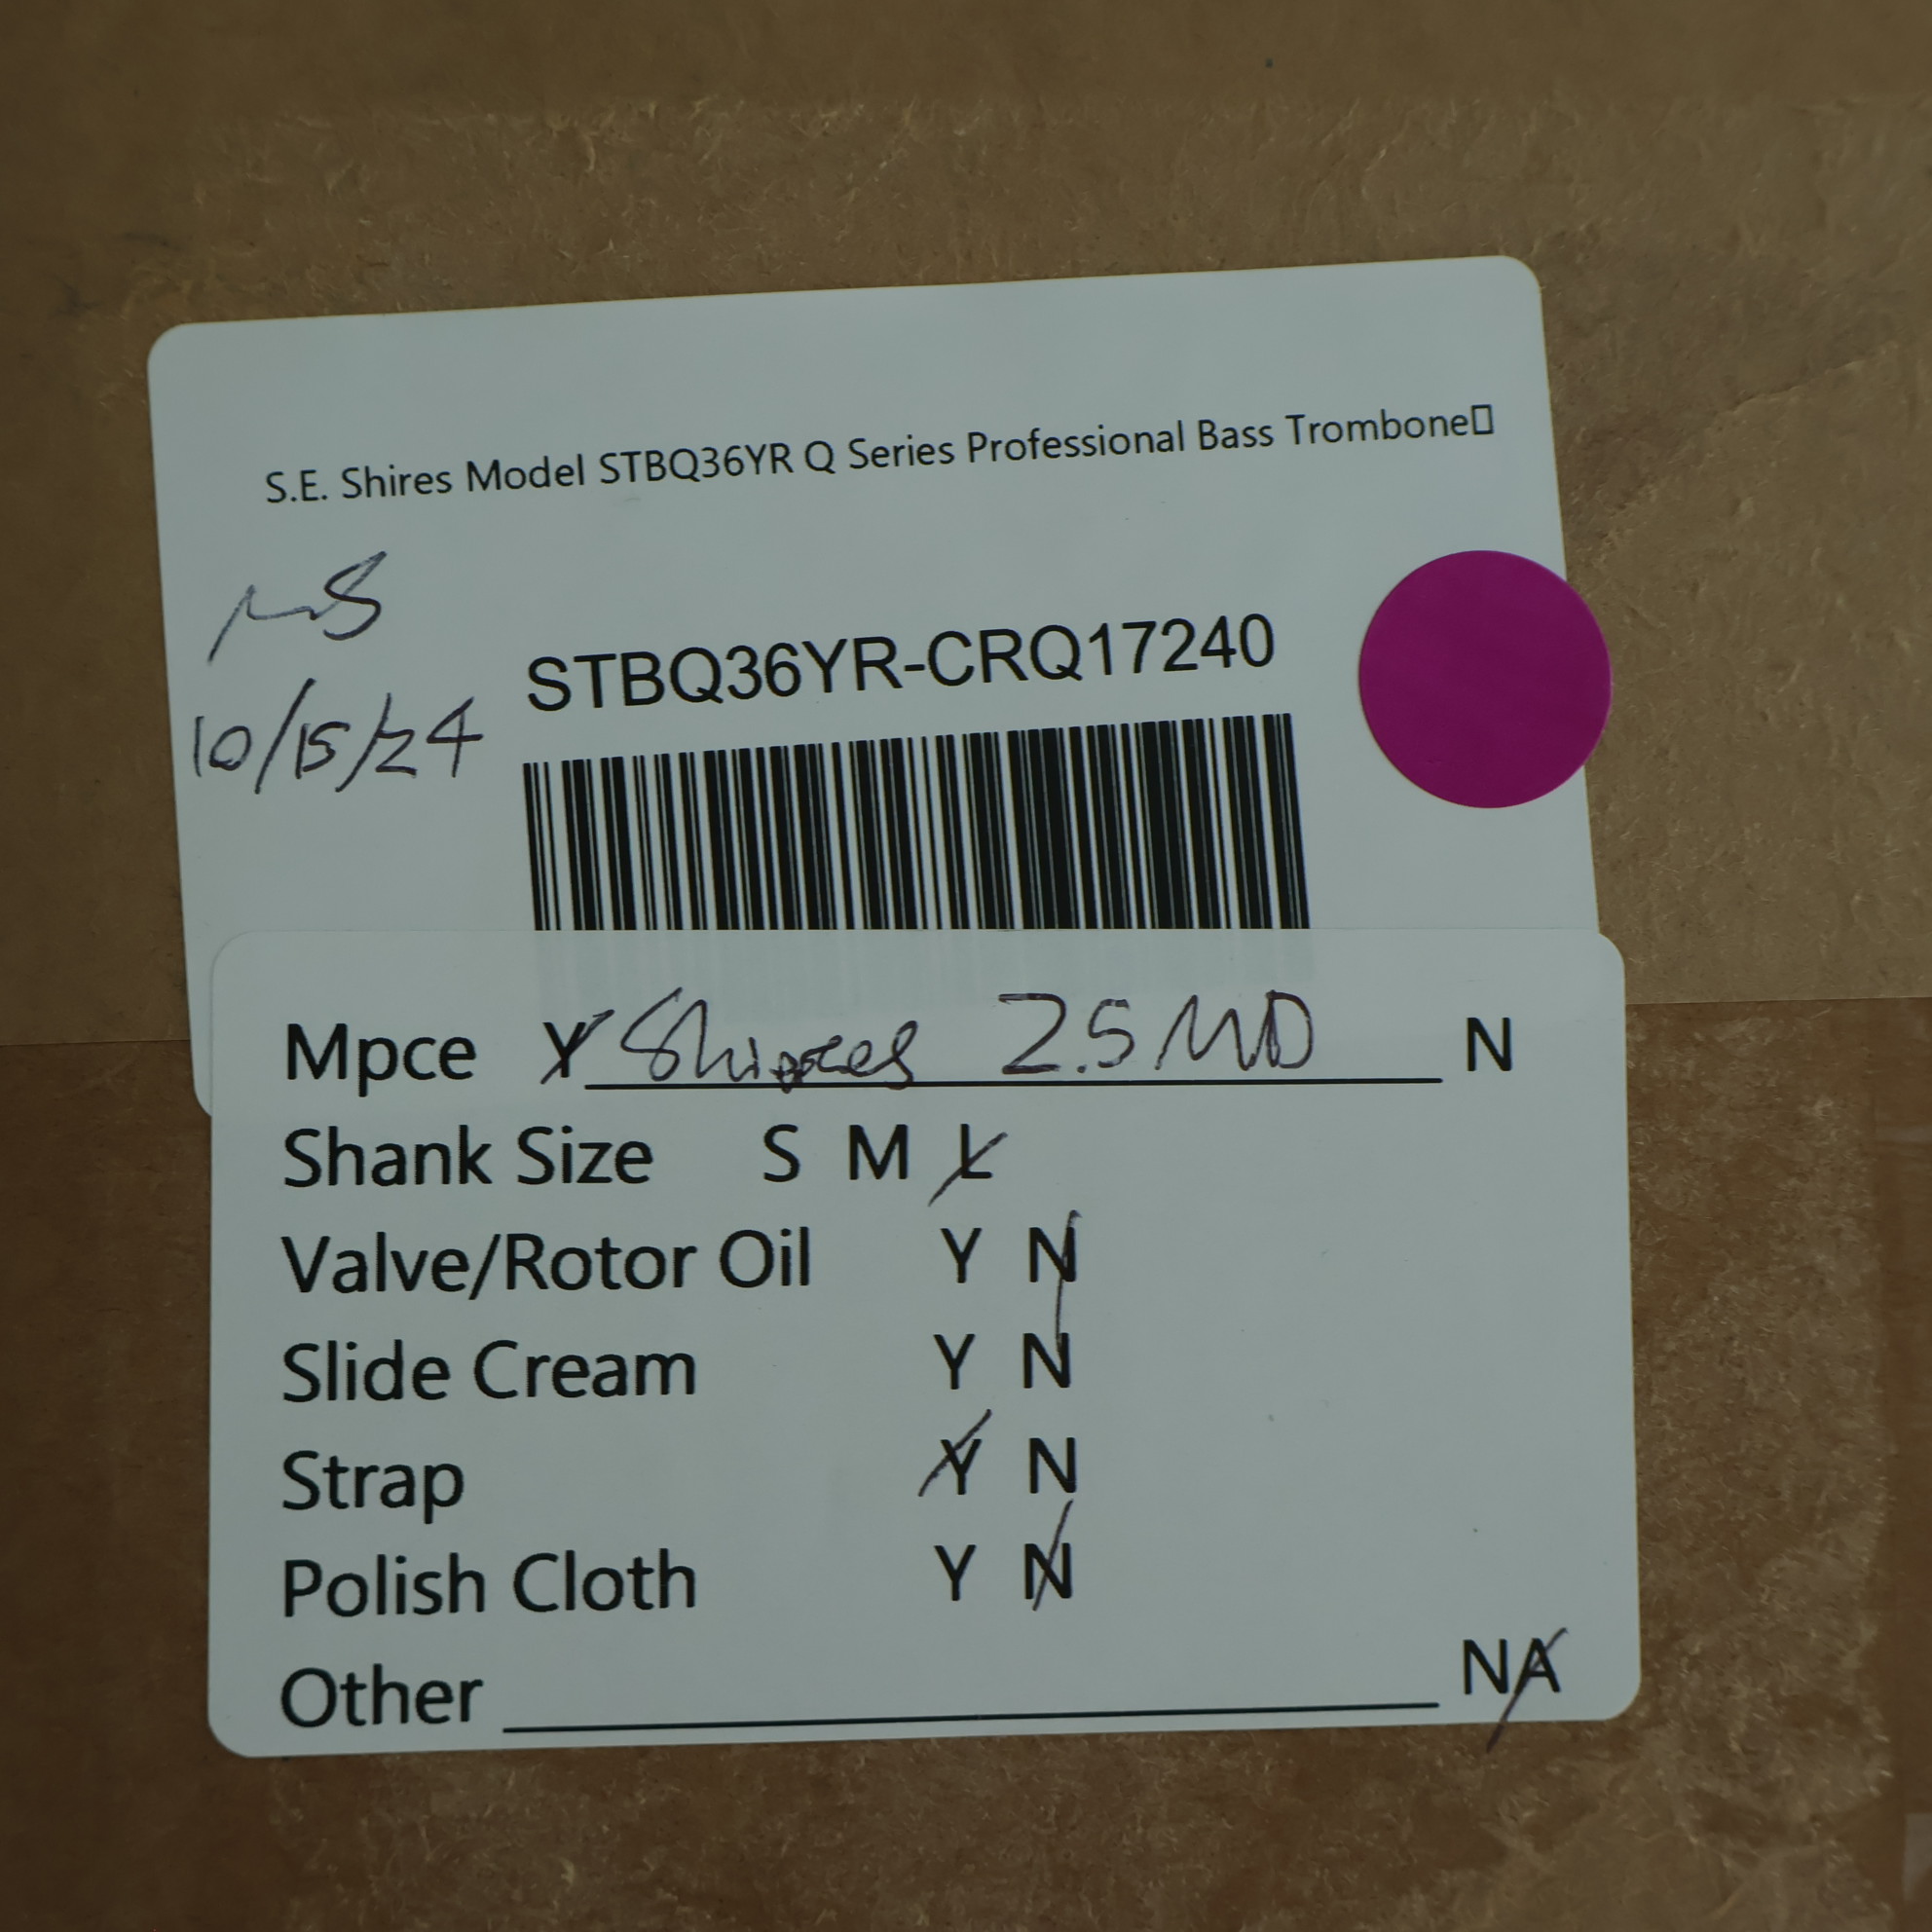 S.E. Shires Model STBQ36YR Q Series Professional Bass Trombone
10/15/24
STBQ36YR-CRQ17240
Mpce Y Shires 2.5 MD N
Shank Size S M L
Valve/Rotor Oil Y N
Slide Cream Y N
Strap Y N
Polish Cloth Y N
Other NA